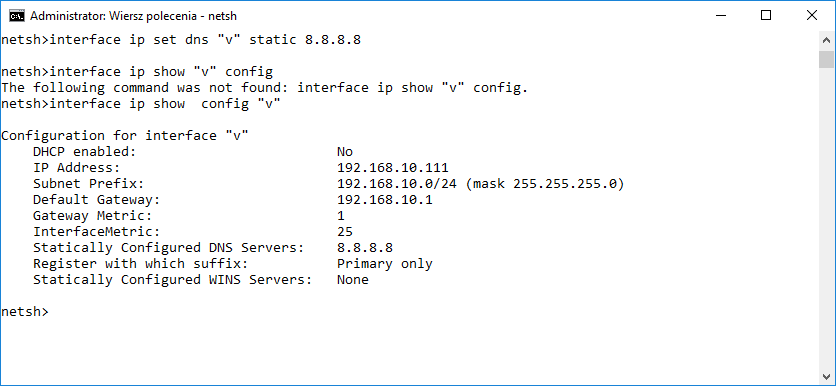 Administrator: Wiersz polecenia - netsh
netsh>interface ip set dns "v" static 8.8.8.8
netsh>interface ip show "v" config
The following command was not found: interface ip show "v" config.
netsh>interface ip show  config "v"
Configuration for interface "v"
    DHCP enabled:                         No
    IP Address:                           192.168.10.111
    Subnet Prefix:                        192.168.10.0/24 (mask 255.255.255.0)
    Default Gateway:                      192.168.10.1
    Gateway Metric:                       1
    InterfaceMetric:                      25
    Statically Configured DNS Servers:    8.8.8.8
    Register with which suffix:           Primary only
    Statically Configured WINS Servers:   None
netsh>